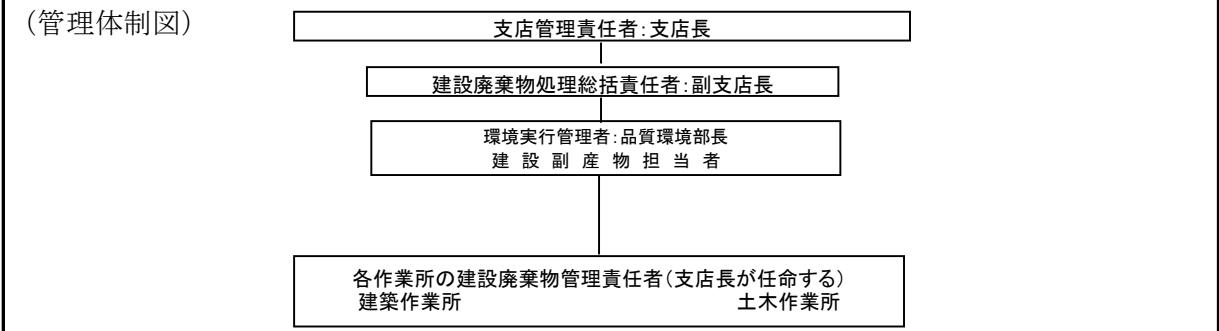 (管理体制図)
支店管理責任者:支店長
建設廃棄物処理総括責任者:副支店長
環境実行管理者:品質環境部長
建 設 副 産 物 担 当 者
各作業所の建設廃棄物管理責任者(支店長が任命する)
建築作業所 土木作業所